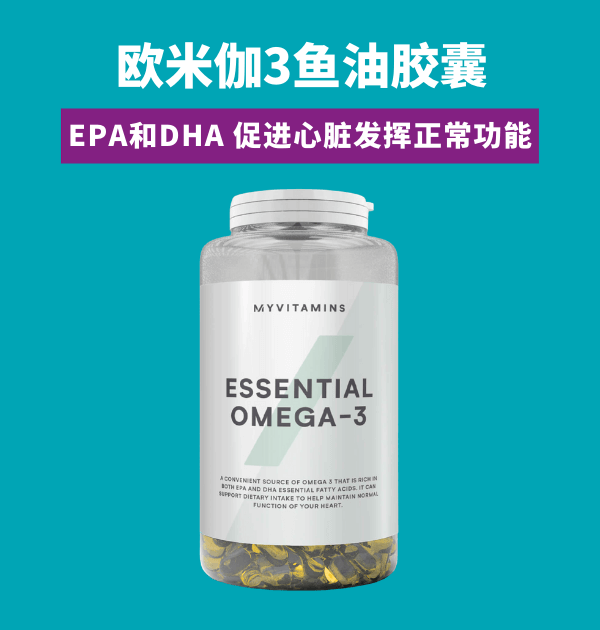 欧米伽3鱼油胶囊
EPA和DHA 促进心脏发挥正常功能
MYVITAMINS
ESSENTIAL
OMEGA-3
A CONVENIENT SOURCE OF OMEGA 3 THAT IS RICH IN
BOTH EPA AND DHA ESSENTIAL FATTY ACIDS. IT CAN
SUPPORT DIETARY INTAKE TO HELP MAINTAIN NORMAL
FUNCTION OF YOUR HEART.